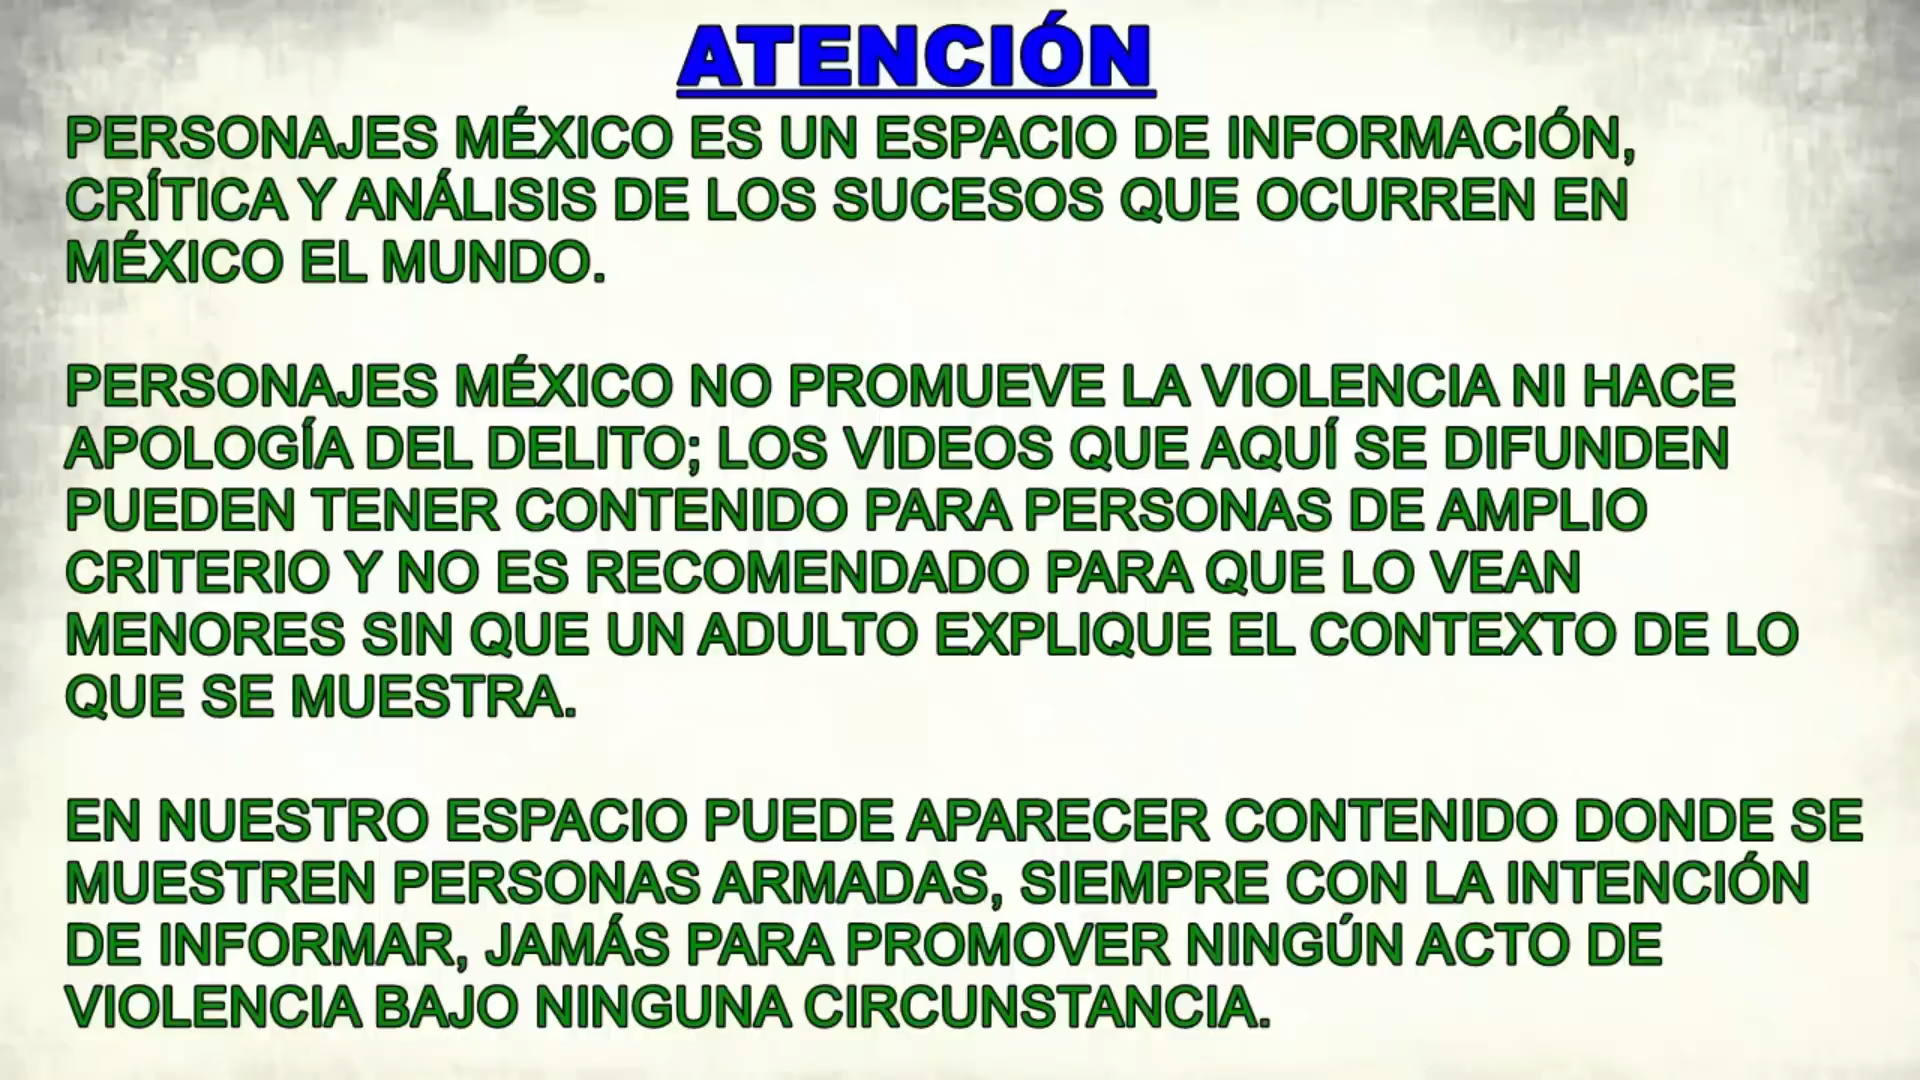 ATENCIÓN
PERSONAJES MÉXICO ES UN ESPACIO DE INFORMACIÓN,
CRÍTICA Y ANÁLISIS DE LOS SUCESOS QUE OCURREN EN
MÉXICO EL MUNDO.
PERSONAJES MÉXICO NO PROMUEVE LA VIOLENCIA NI HACE
APOLOGÍA DEL DELITO; LOS VIDEOS QUE AQUÍ SE DIFUNDEN
PUEDEN TENER CONTENIDO PARA PERSONAS DE AMPLIO
CRITERIO Y NO ES RECOMENDADO PARA QUE LO VEAN
MENORES SIN QUE UN ADULTO EXPLIQUE EL CONTEXTO DE LO
QUE SE MUESTRA.
EN NUESTRO ESPACIO PUEDE APARECER CONTENIDO DONDE SE
MUESTREN PERSONAS ARMADAS, SIEMPRE CON LA INTENCIÓN
DE INFORMAR, JAMÁS PARA PROMOVER NINGÚN ACTO DE
VIOLENCIA BAJO NINGUNA CIRCUNSTANCIA.